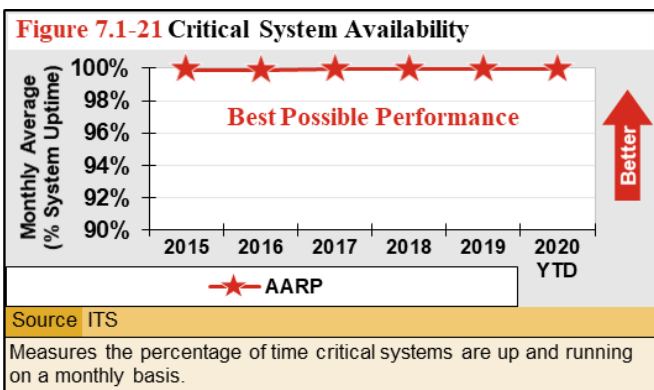 Figure 7.1-21 Critical System Availability
Monthly Average
(% System Uptime)
100%
98%
96%
94%
92%
90%
Best Possible Performance
Better
2015 2016 2017 2018 2019 2020
YTD
AARP
Source ITS
Measures the percentage of time critical systems are up and running
on a monthly basis.